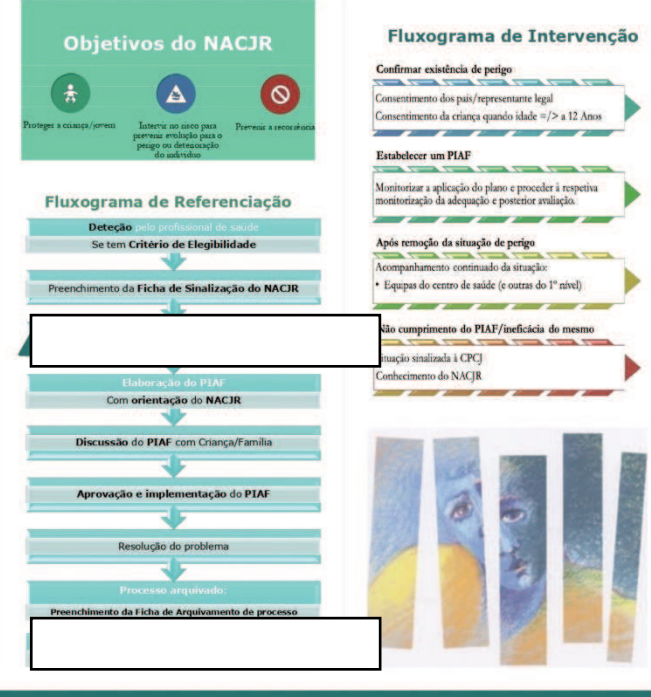 Objetivos do NACJR
Proteger a criança/jovem
Intervir no risco para
prevenir evolução para o
perigo ou deterioração
do indivíduo
Prevenir a recorrência
Fluxograma de Referenciação
Deteção pelo profissional de saúde
Se tem Critério de Elegibilidade
Preenchimento da Ficha de Sinalização do NACJR
Elaboração do PIAF
Com orientação do NACJR
Discussão do PIAF com Criança/Família
Aprovação e implementação do PIAF
Resolução do problema
Processo arquivado:
Preenchimento da Ficha de Arquivamento de processo
Fluxograma de Intervenção
Confirmar existência de perigo
Consentimento dos pais/representante legal
Consentimento da criança quando idade =/> a 12 Anos
Estabelecer um PIAF
Monitorizar a aplicação do plano e proceder à respetiva
monitorização da adequação e posterior avaliação.
Após remoção da situação de perigo
Acompanhamento continuado da situação:
• Equipas do centro de saúde (e outras do 1º nível)
Não cumprimento do PIAF/ineficácia do mesmo
Situação sinalizada à CPCJ
Conhecimento do NACJR